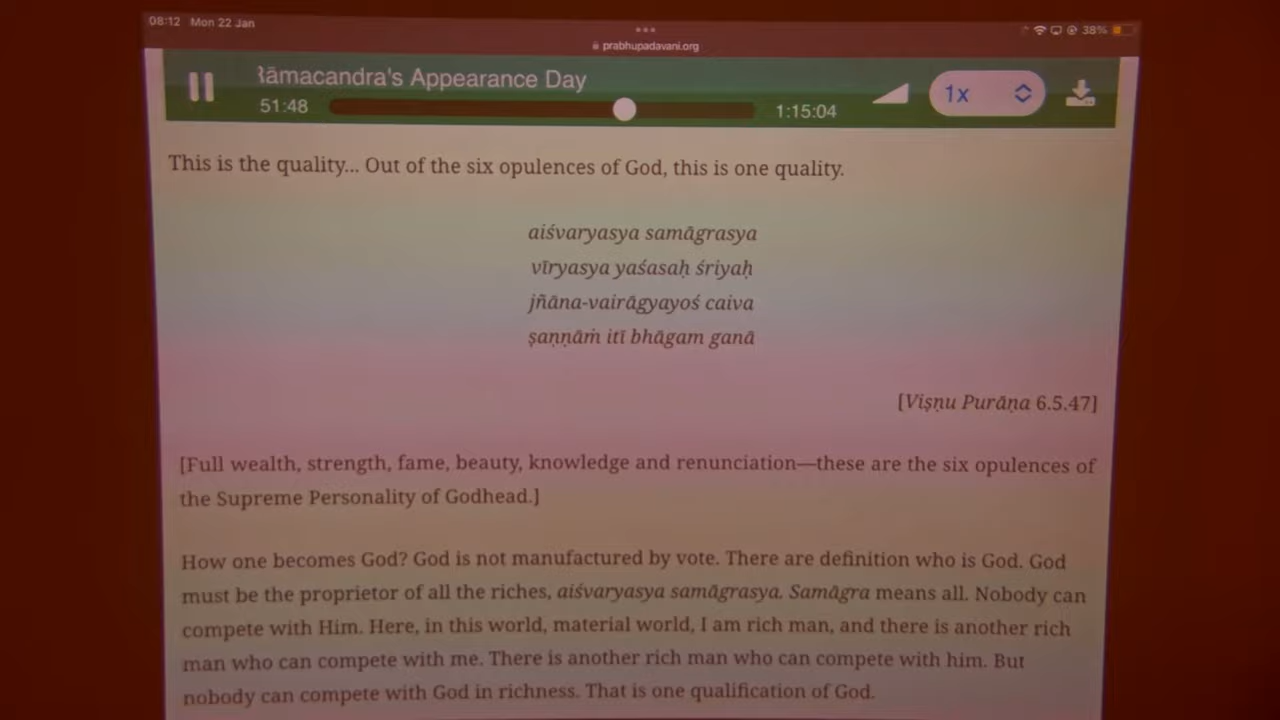 08:12 Mon 22 Jan
38%
prabhupadavani.org
Rāmacandra's Appearance Day
51:48
1:15:04
1x
This is the quality... Out of the six opulences of God, this is one quality.
aiśvaryasya samāgrasya
vīryasya yaśasaḥ śriyaḥ
jñāna-vairāgyayoś caiva
ṣaṇṇāṁ itī bhāgam ganā
[Viṣṇu Purāṇa 6.5.47]
[Full wealth, strength, fame, beauty, knowledge and renunciation—these are the six opulences of
the Supreme Personality of Godhead.]
How one becomes God? God is not manufactured by vote. There are definition who is God. God
must be the proprietor of all the riches, aiśvaryasya samāgrasya. Samāgra means all. Nobody can
compete with Him. Here, in this world, material world, I am rich man, and there is another rich
man who can compete with me. There is another rich man who can compete with him. But
nobody can compete with God in richness. That is one qualification of God.